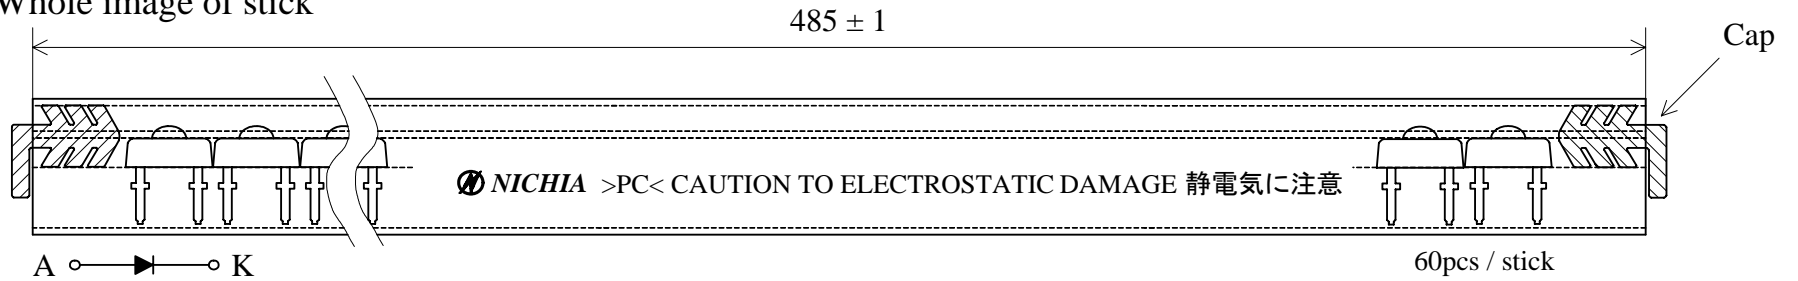 Whole image of stick
485 ± 1
Cap
NICHIA >PC< CAUTION TO ELECTROSTATIC DAMAGE 静電気に注意
A K
60pcs / stick